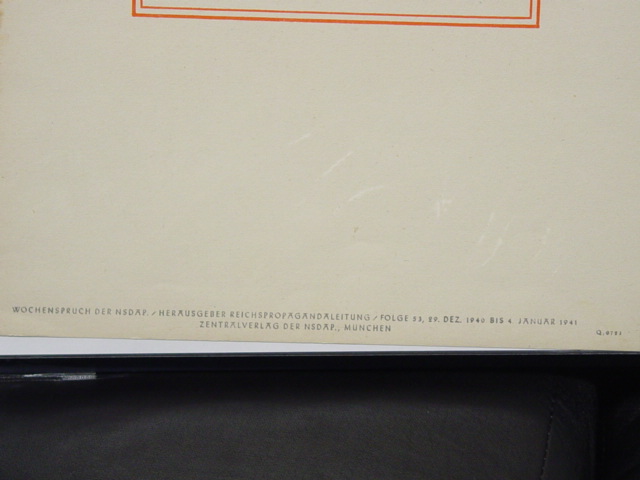 WOCHENSPRUCH DER NSDAP. / HERAUSGEBER REICHSPROPAGANDALEITUNG / FOLGE 53, 29. DEZ. 1940 BIS 4. JANUAR 1941
ZENTRALVERLAG DER NSDAP., MÜNCHEN